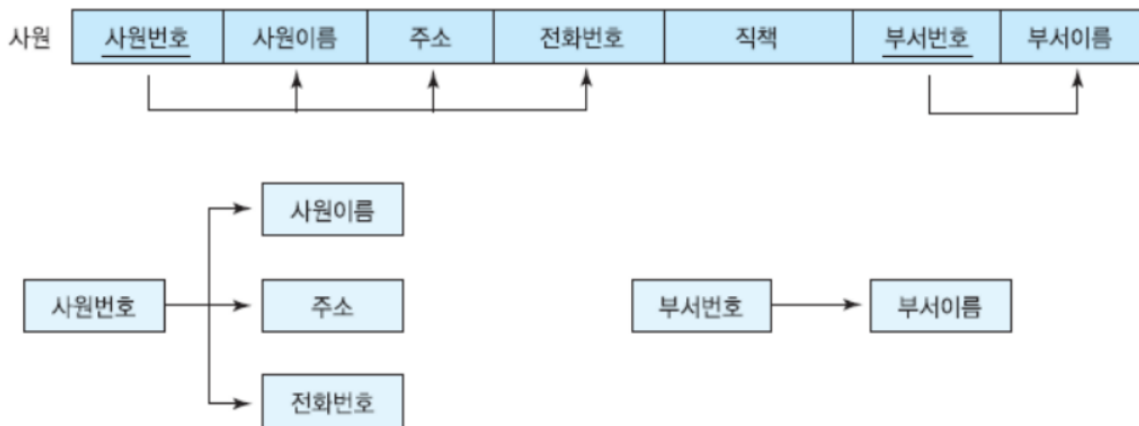 사원 사원번호 사원이름 주소 전화번호 직책 부서번호 부서이름
사원이름
사원번호 주소 부서번호 부서이름
전화번호